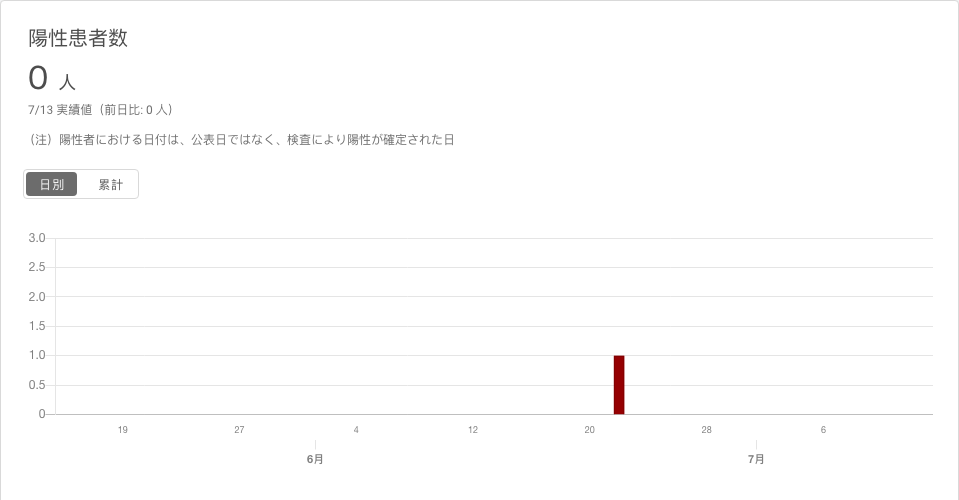 陽性患者数
0 人
7/13 実績値（前日比: 0 人）
（注）陽性者における日付は、公表日ではなく、検査により陽性が確定された日
日別 累計
3.0
2.5
2.0
1.5
1.0
0.5
0
19 27 4 12 20 28 6
6月 7月